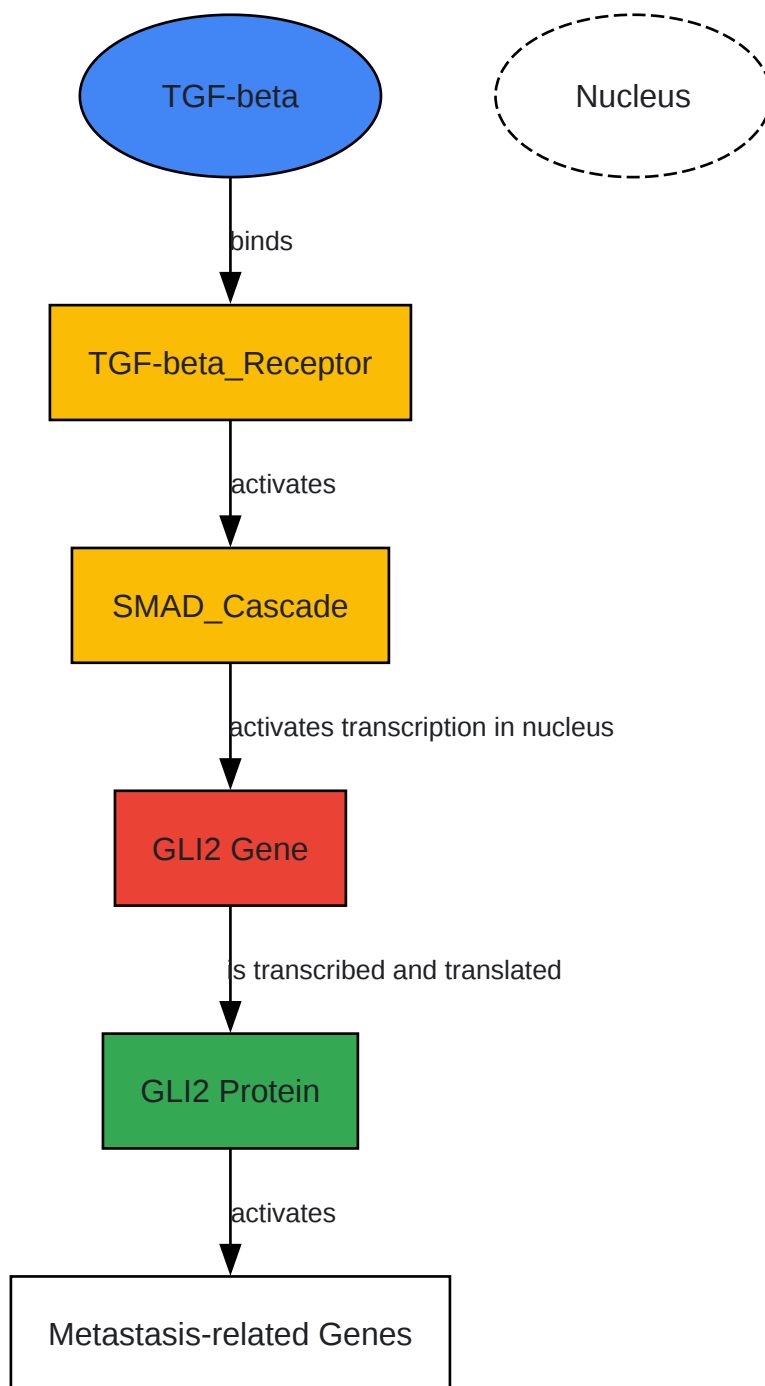 TGF-beta
Nucleus
binds
TGF-beta_Receptor
activates
SMAD_Cascade
activates transcription in nucleus
GLI2 Gene
is transcribed and translated
GLI2 Protein
activates
Metastasis-related Genes